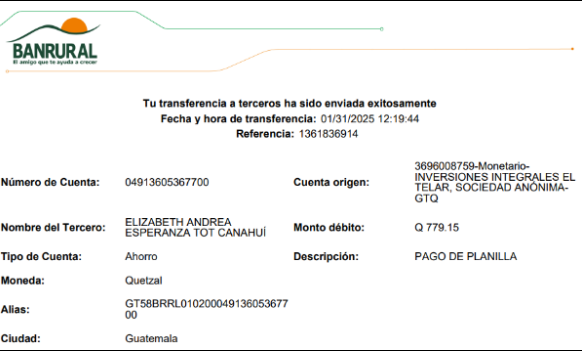 BANRURAL
El amigo que te ayuda a crecer
Tu transferencia a terceros ha sido enviada exitosamente
Fecha y hora de transferencia: 01/31/2025 12:19:44
Referencia: 1361836914
Número de Cuenta: 04913605367700
Cuenta origen: 3696008759-Monetario-
INVERSIONES INTEGRALES EL
TELAR, SOCIEDAD ANÓNIMA-
GTQ
Nombre del Tercero: ELIZABETH ANDREA
ESPERANZA TOT CANAHUÍ
Monto débito: Q 779.15
Tipo de Cuenta: Ahorro
Descripción: PAGO DE PLANILLA
Moneda: Quetzal
Alias: GT58BRRL010200049136053677
00
Ciudad: Guatemala